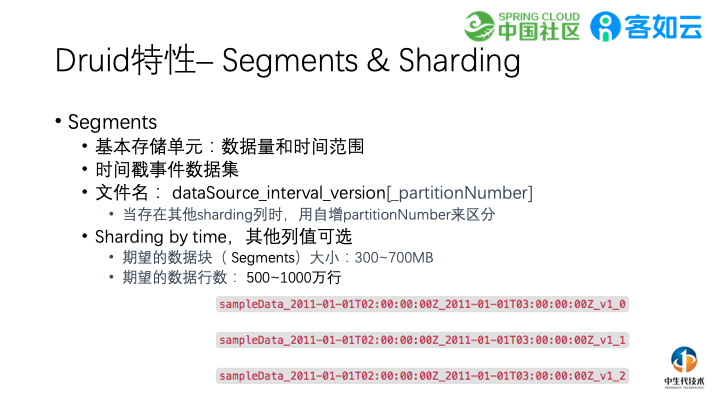 SPRING CLOUD
中国社区
客如云
Druid特性– Segments & Sharding
• Segments
• 基本存储单元：数据量和时间范围
• 时间戳事件数据集
• 文件名： dataSource_interval_version[_partitionNumber]
• 当存在其他sharding列时，用自增partitionNumber来区分
• Sharding by time，其他列值可选
• 期望的数据块（ Segments）大小：300~700MB
• 期望的数据行数： 500~1000万行
sampleData_2011-01-01T02:00:00:00Z_2011-01-01T03:00:00:00Z_v1_0
sampleData_2011-01-01T02:00:00:00Z_2011-01-01T03:00:00:00Z_v1_1
sampleData_2011-01-01T02:00:00:00Z_2011-01-01T03:00:00:00Z_v1_2
中生代技术